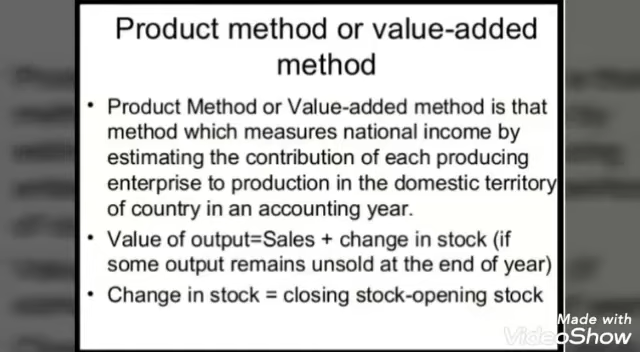 Product method or value-added
method
• Product Method or Value-added method is that
method which measures national income by
estimating the contribution of each producing
enterprise to production in the domestic territory
of country in an accounting year.
• Value of output=Sales + change in stock (if
some output remains unsold at the end of year)
• Change in stock = closing stock-opening stock
Made with
VideoShow